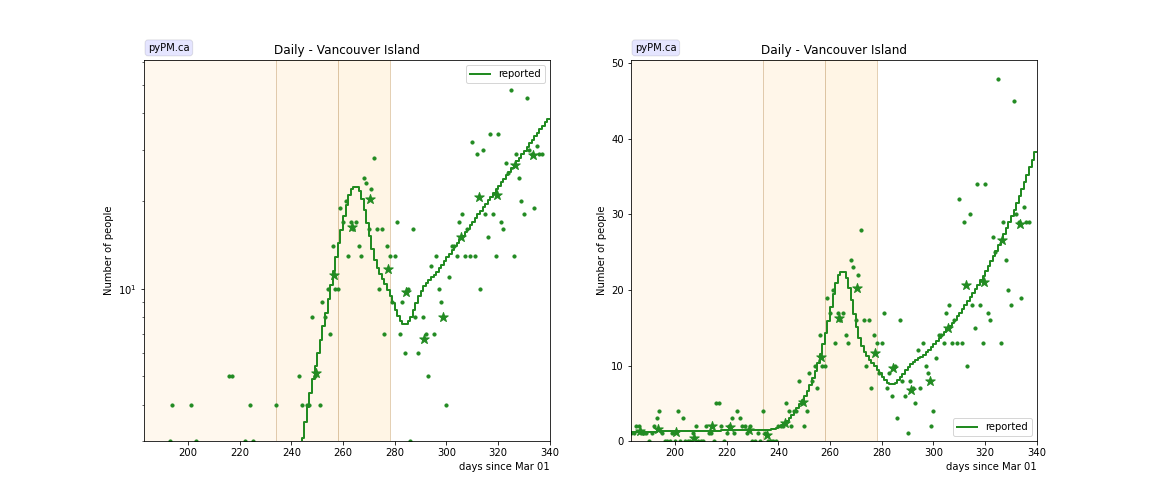 pyPM.ca
Daily - Vancouver Island
reported
Number of people
10¹
200 220 240 260 280 300 320 340
days since Mar 01
pyPM.ca
Daily - Vancouver Island
50
40
30
20
10
0
Number of people
reported
200 220 240 260 280 300 320 340
days since Mar 01